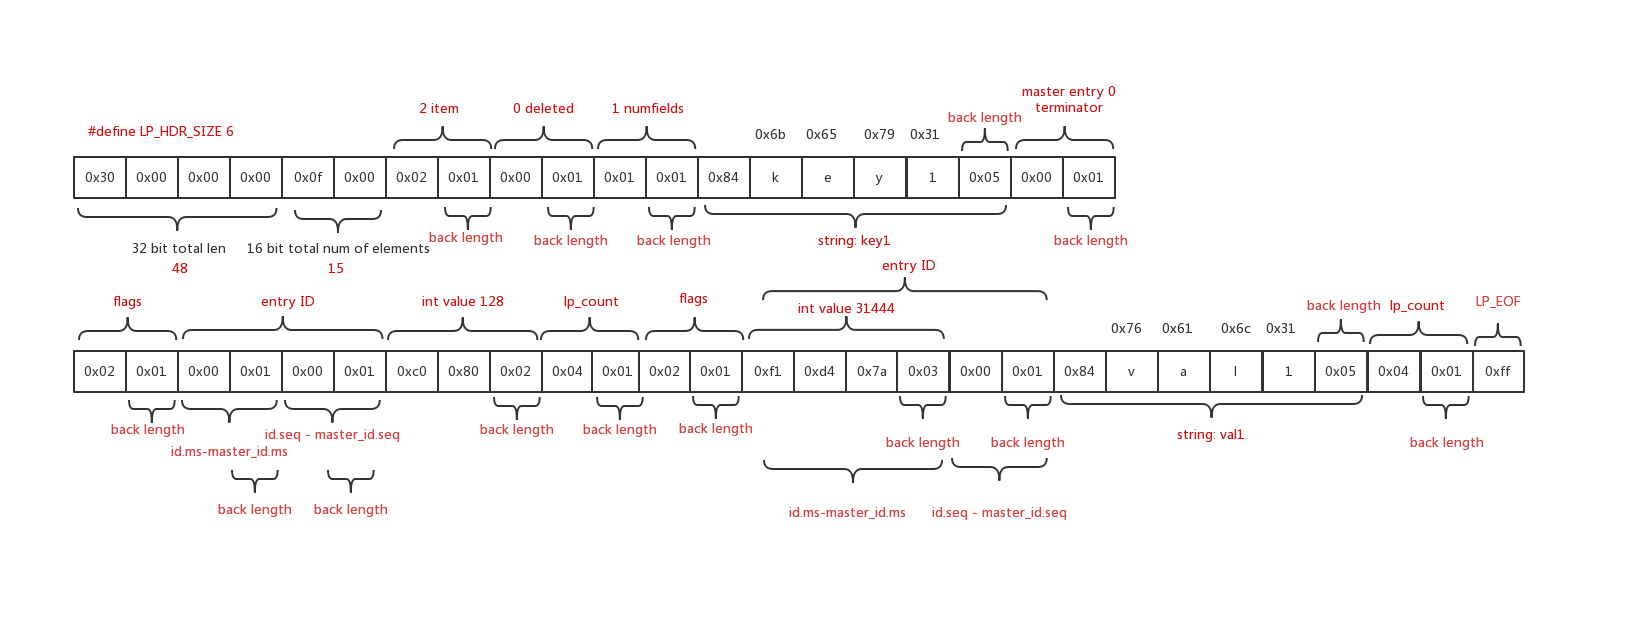 master entry 0
terminator
2 item 0 deleted 1 numfields
back length
#define LP_HDR_SIZE 6
0x6b 0x65 0x79 0x31
0x30 0x00 0x00 0x00 0x0f 0x00 0x02 0x01 0x00 0x01 0x01 0x01 0x84 k e y 1 0x05 0x00 0x01
32 bit total len 16 bit total num of elements back length back length back length string: key1 back length
48 15
entry ID
flags entry ID int value 128 lp_count flags int value 31444 back length lp_count LP_EOF
0x76 0x61 0x6c 0x31
0x02 0x01 0x00 0x01 0x00 0x01 0xc0 0x80 0x02 0x04 0x01 0x02 0x01 0xf1 0xd4 0x7a 0x03 0x00 0x01 0x84 v a l 1 0x05 0x04 0x01 0xff
back length id.seq - master_id.seq back length back length back length back length back length string: val1 back length
id.ms-master_id.ms
back length back length id.ms-master_id.ms id.seq - master_id.seq